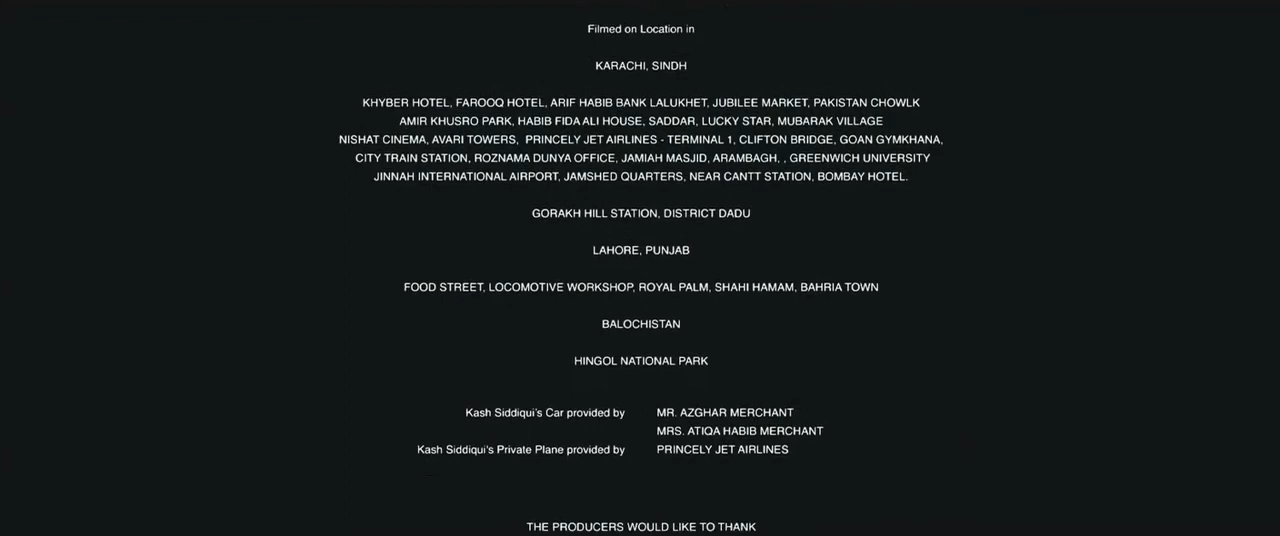 Filmed on Location in
KARACHI, SINDH
KHYBER HOTEL, FAROOQ HOTEL, ARIF HABIB BANK LALUKHET, JUBILEE MARKET, PAKISTAN CHOWLK
AMIR KHUSRO PARK, HABIB FIDA ALI HOUSE, SADDAR, LUCKY STAR, MUBARAK VILLAGE
NISHAT CINEMA, AVARI TOWERS, PRINCELY JET AIRLINES - TERMINAL 1, CLIFTON BRIDGE, GOAN GYMKHANA,
CITY TRAIN STATION, ROZNAMA DUNYA OFFICE, JAMIAH MASJID, ARAMBAGH, , GREENWICH UNIVERSITY
JINNAH INTERNATIONAL AIRPORT, JAMSHED QUARTERS, NEAR CANTT STATION, BOMBAY HOTEL.
GORAKH HILL STATION, DISTRICT DADU
LAHORE, PUNJAB
FOOD STREET, LOCOMOTIVE WORKSHOP, ROYAL PALM, SHAHI HAMAM, BAHRIA TOWN
BALOCHISTAN
HINGOL NATIONAL PARK
Kash Siddiqui's Car provided by MR. AZGHAR MERCHANT
MRS. ATIQA HABIB MERCHANT
Kash Siddiqui's Private Plane provided by PRINCELY JET AIRLINES
THE PRODUCERS WOULD LIKE TO THANK